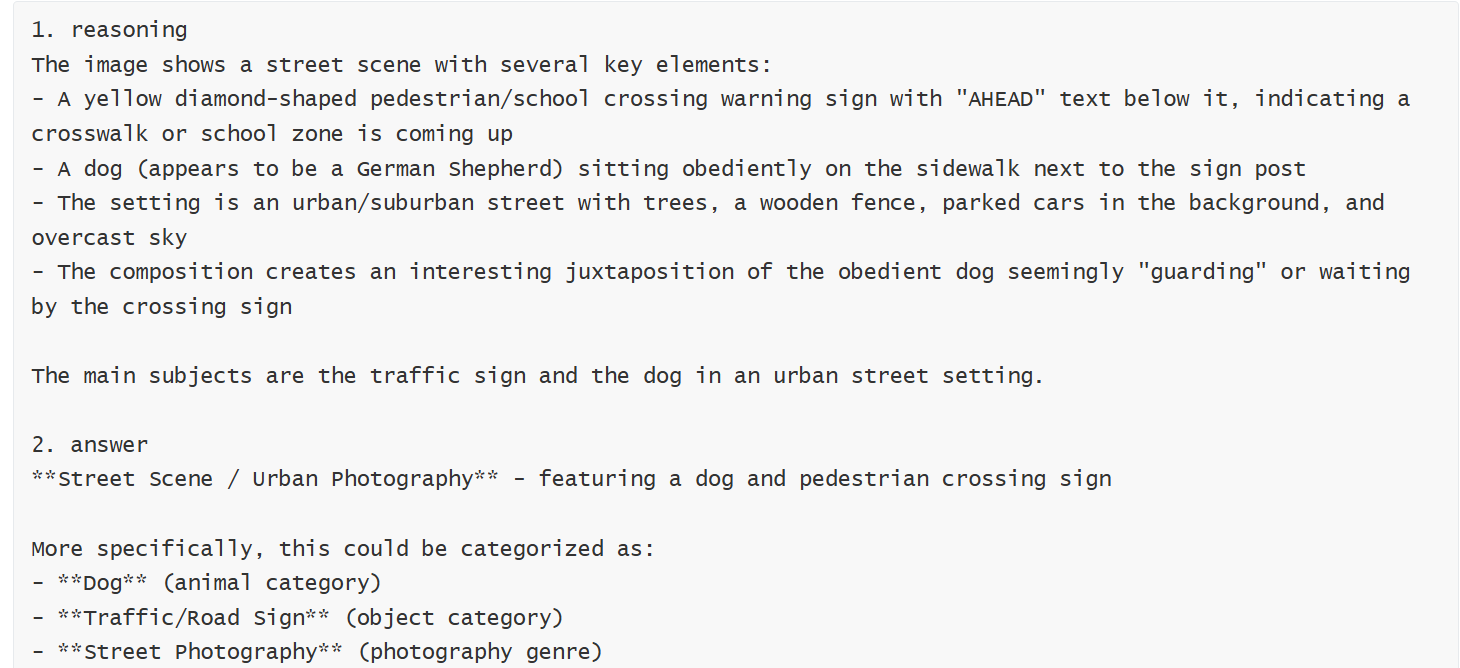 1. reasoning
The image shows a street scene with several key elements:
- A yellow diamond-shaped pedestrian/school crossing warning sign with "AHEAD" text below it, indicating a
crosswalk or school zone is coming up
- A dog (appears to be a German Shepherd) sitting obediently on the sidewalk next to the sign post
- The setting is an urban/suburban street with trees, a wooden fence, parked cars in the background, and
overcast sky
- The composition creates an interesting juxtaposition of the obedient dog seemingly "guarding" or waiting
by the crossing sign

The main subjects are the traffic sign and the dog in an urban street setting.

2. answer
**Street Scene / Urban Photography** - featuring a dog and pedestrian crossing sign

More specifically, this could be categorized as:
- **Dog** (animal category)
- **Traffic/Road Sign** (object category)
- **Street Photography** (photography genre)